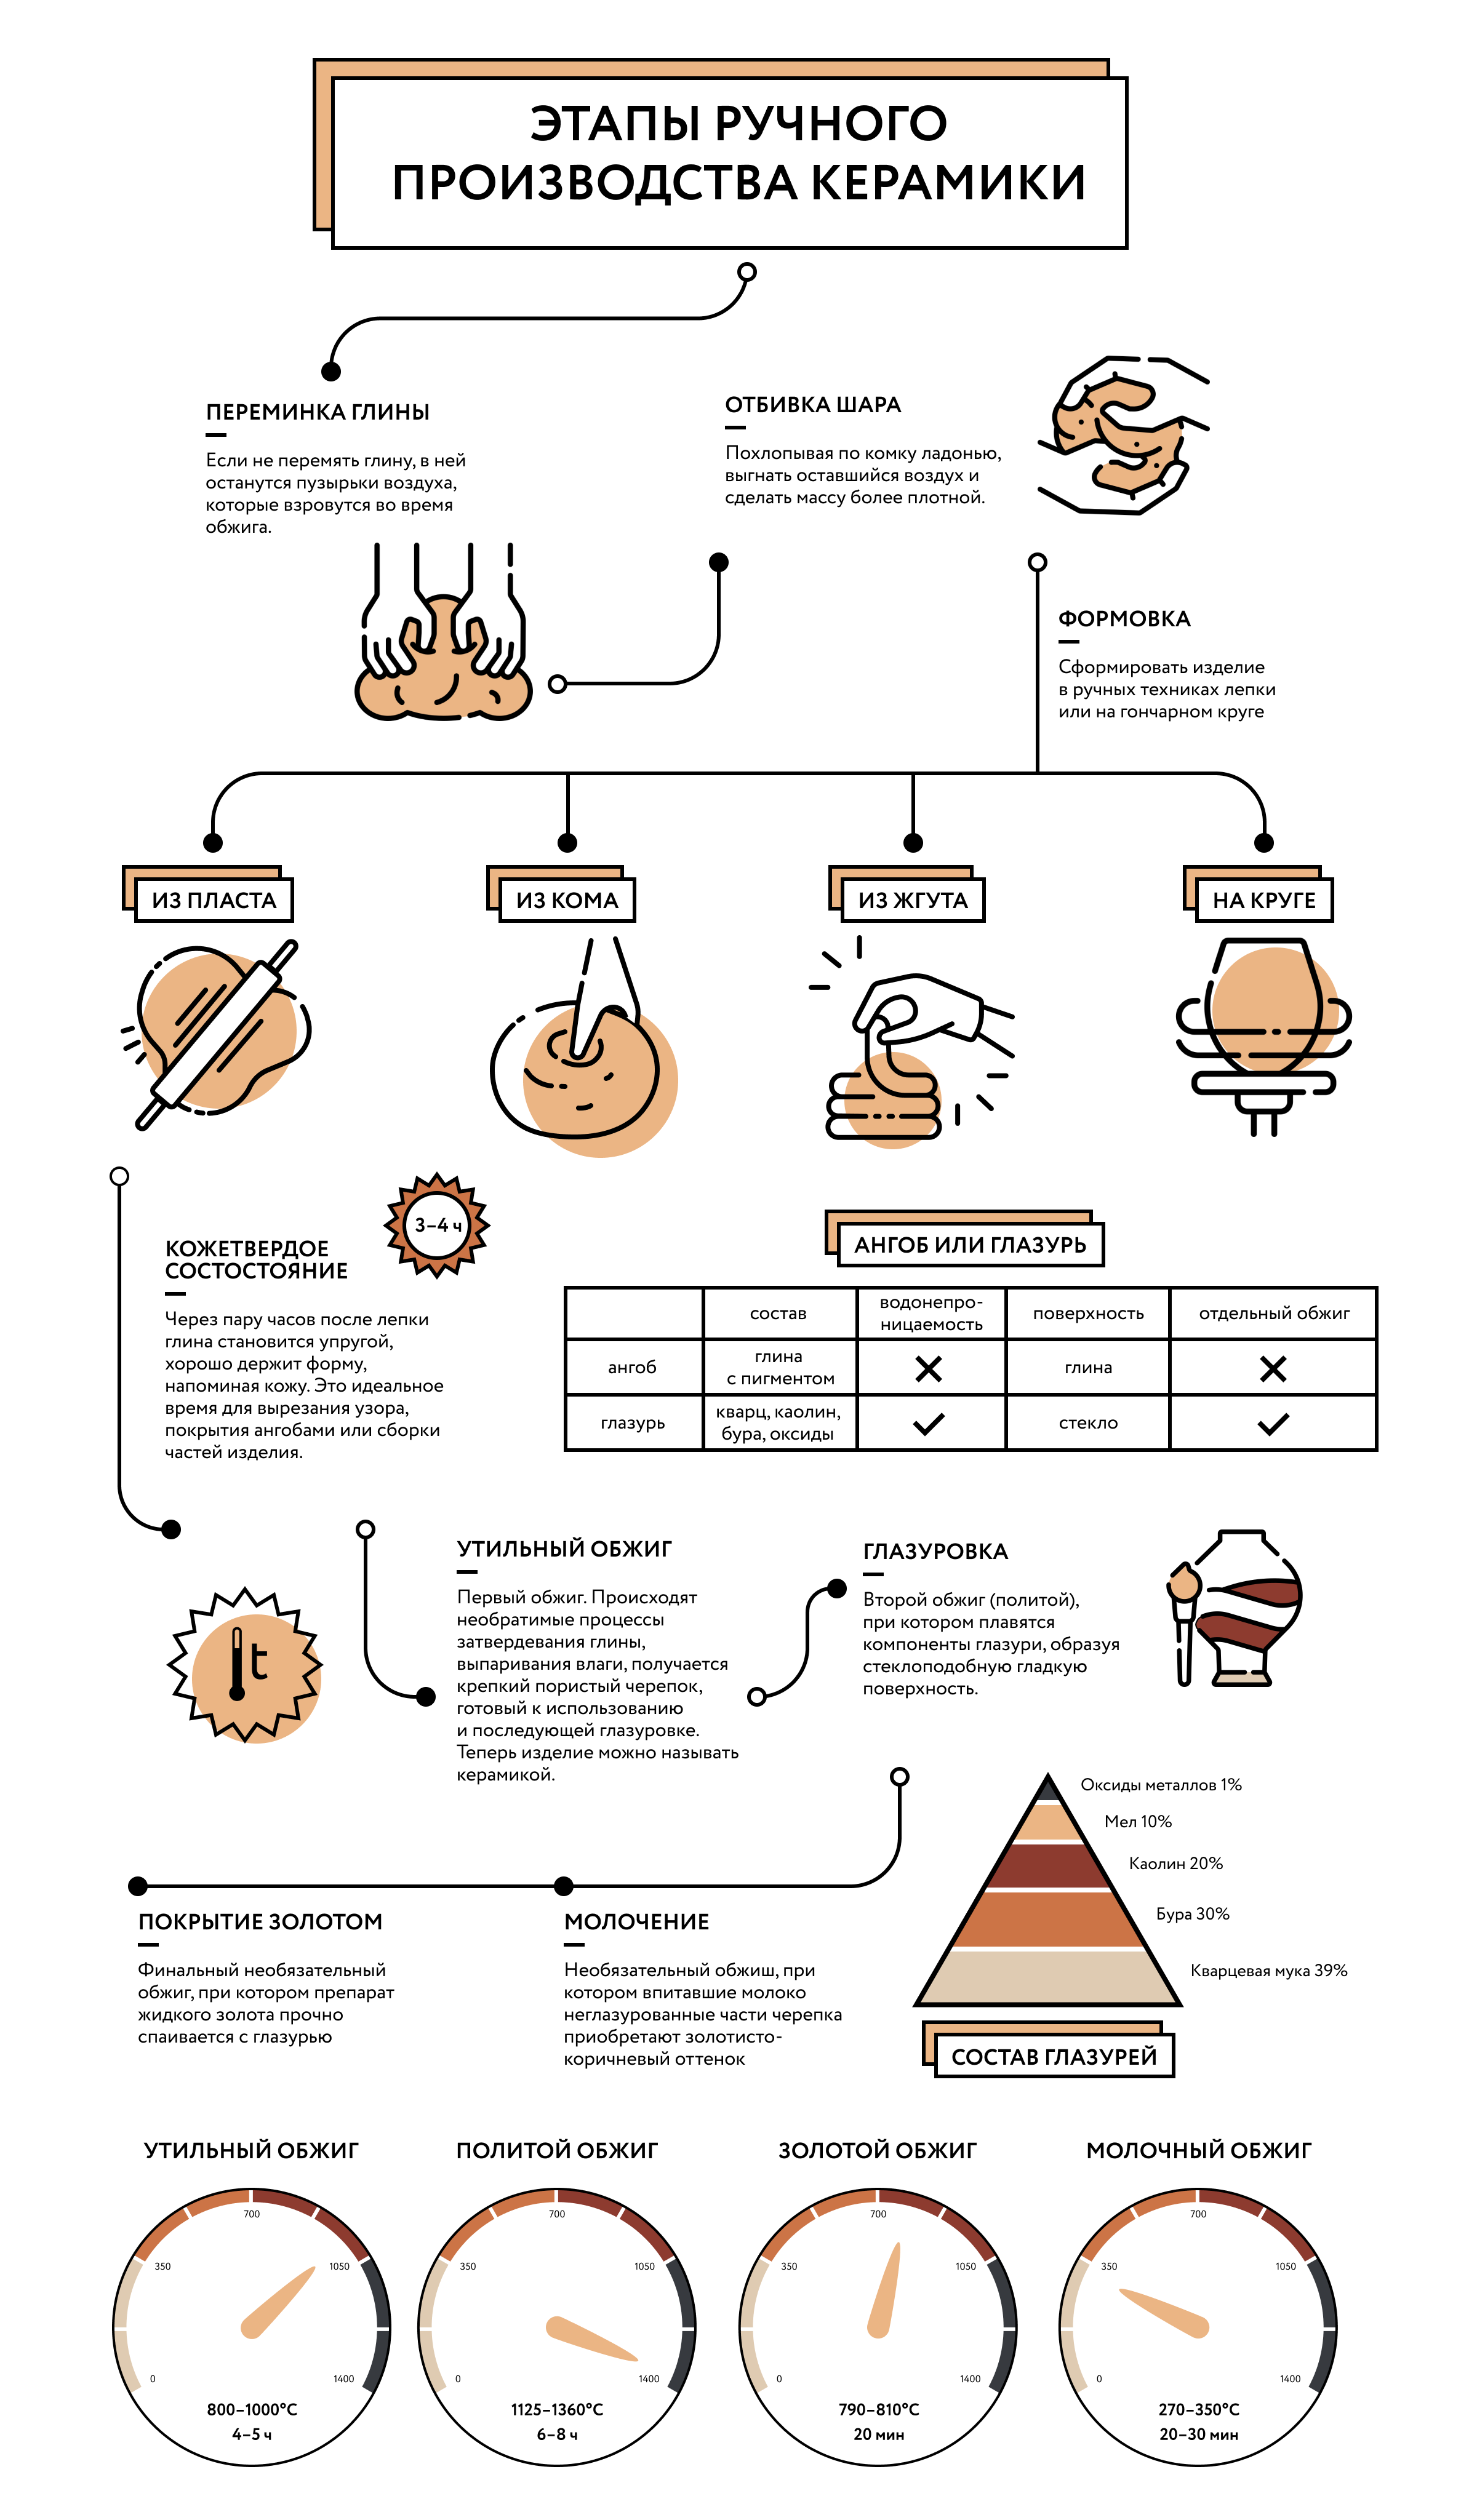 ЭТАПЫ РУЧНОГО
ПРОИЗВОДСТВА КЕРАМИКИ
ПЕРЕМИНКА ГЛИНЫ
Если не перемять глину, в ней
останутся пузырьки воздуха,
которые взровутся во время
обжига.
ОТБИВКА ШАРА
Похлопывая по комку ладонью,
выгнать оставшийся воздух и
сделать массу более плотной.
ФОРМОВКА
Сформировать изделие
в ручных техниках лепки
или на гончарном круге
ИЗ ПЛАСТА
ИЗ КОМА
ИЗ ЖГУТА
НА КРУГЕ
3–4 ч
КОЖЕТВЕРДОЕ
СОСТОСТОЯНИЕ
Через пару часов после лепки
глина становится упругой,
хорошо держит форму,
напоминая кожу. Это идеальное
время для вырезания узора,
покрытия ангобами или сборки
частей изделия.
АНГОБ ИЛИ ГЛАЗУРЬ
состав
водонепро-
ницаемость
поверхность
отдельный обжиг
ангоб
глина
с пигментом
глина
глазурь
кварц, каолин,
бура, оксиды
стекло
t
УТИЛЬНЫЙ ОБЖИГ
Первый обжиг. Происходят
необратимые процессы
затвердевания глины,
выпаривания влаги, получается
крепкий пористый черепок,
готовый к использованию
и последующей глазуровке.
Теперь изделие можно называть
керамикой.
ГЛАЗУРОВКА
Второй обжиг (политой),
при котором плавятся
компоненты глазури, образуя
стеклоподобную гладкую
поверхность.
Оксиды металлов 1%
Мел 10%
Каолин 20%
Бура 30%
Кварцевая мука 39%
СОСТАВ ГЛАЗУРЕЙ
ПОКРЫТИЕ ЗОЛОТОМ
Финальный необязательный
обжиг, при котором препарат
жидкого золота прочно
спаивается с глазурью
МОЛОЧЕНИЕ
Необязательный обжиш, при
котором впитавшие молоко
неглазурованные части черепка
приобретают золотисто-
коричневый оттенок
УТИЛЬНЫЙ ОБЖИГ
700
350
1050
0
1400
800–1000°C
4–5 ч
ПОЛИТОЙ ОБЖИГ
700
350
1050
0
1400
1125–1360°C
6–8 ч
ЗОЛОТОЙ ОБЖИГ
700
350
1050
0
1400
790–810°C
20 мин
МОЛОЧНЫЙ ОБЖИГ
700
350
1050
0
1400
270–350°C
20–30 мин